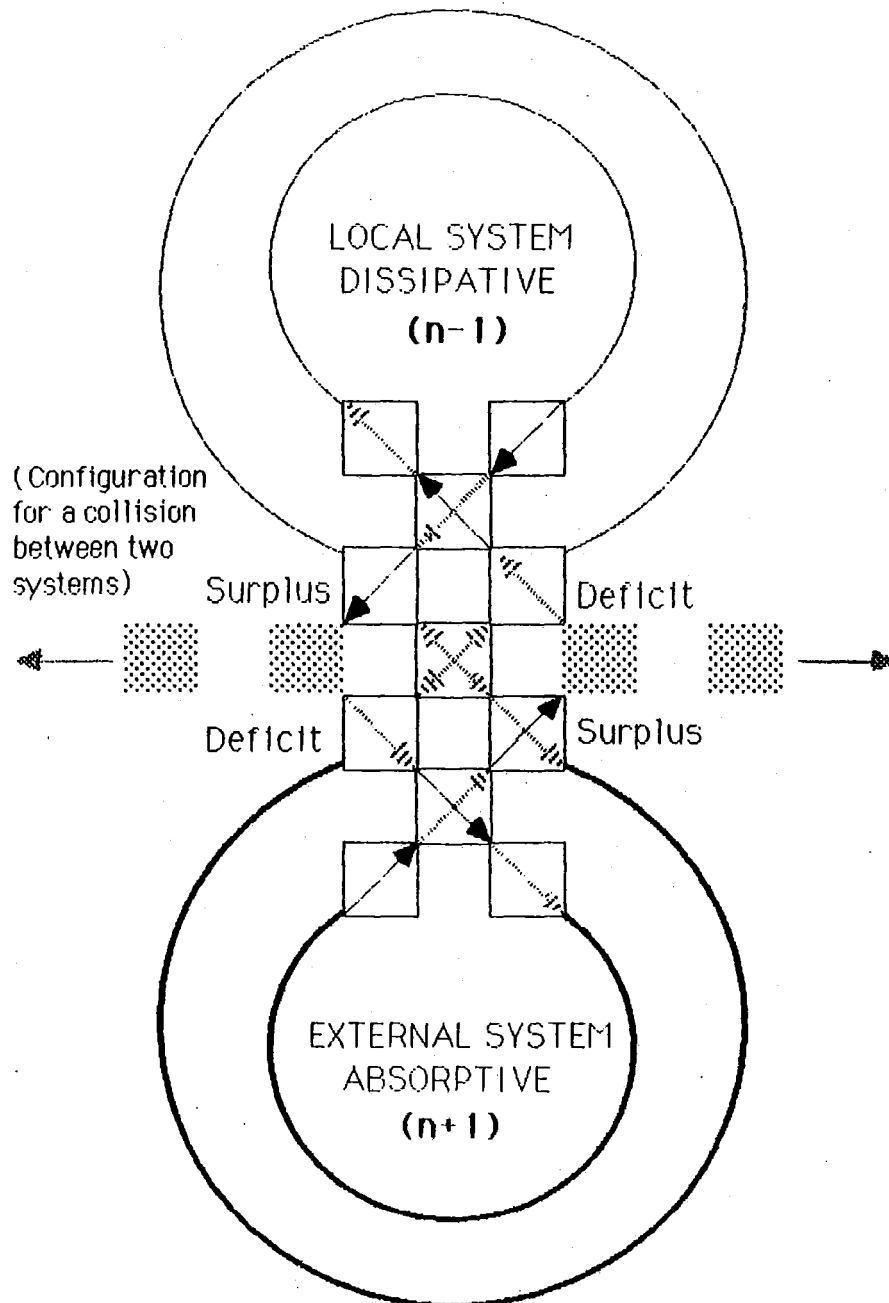 LOCAL SYSTEM
DISSIPATIVE
(n-1)
(Configuration
for a collision
between two
systems)
Surplus
Deficit
Deficit
Surplus
EXTERNAL SYSTEM
ABSORPTIVE
(n+1)